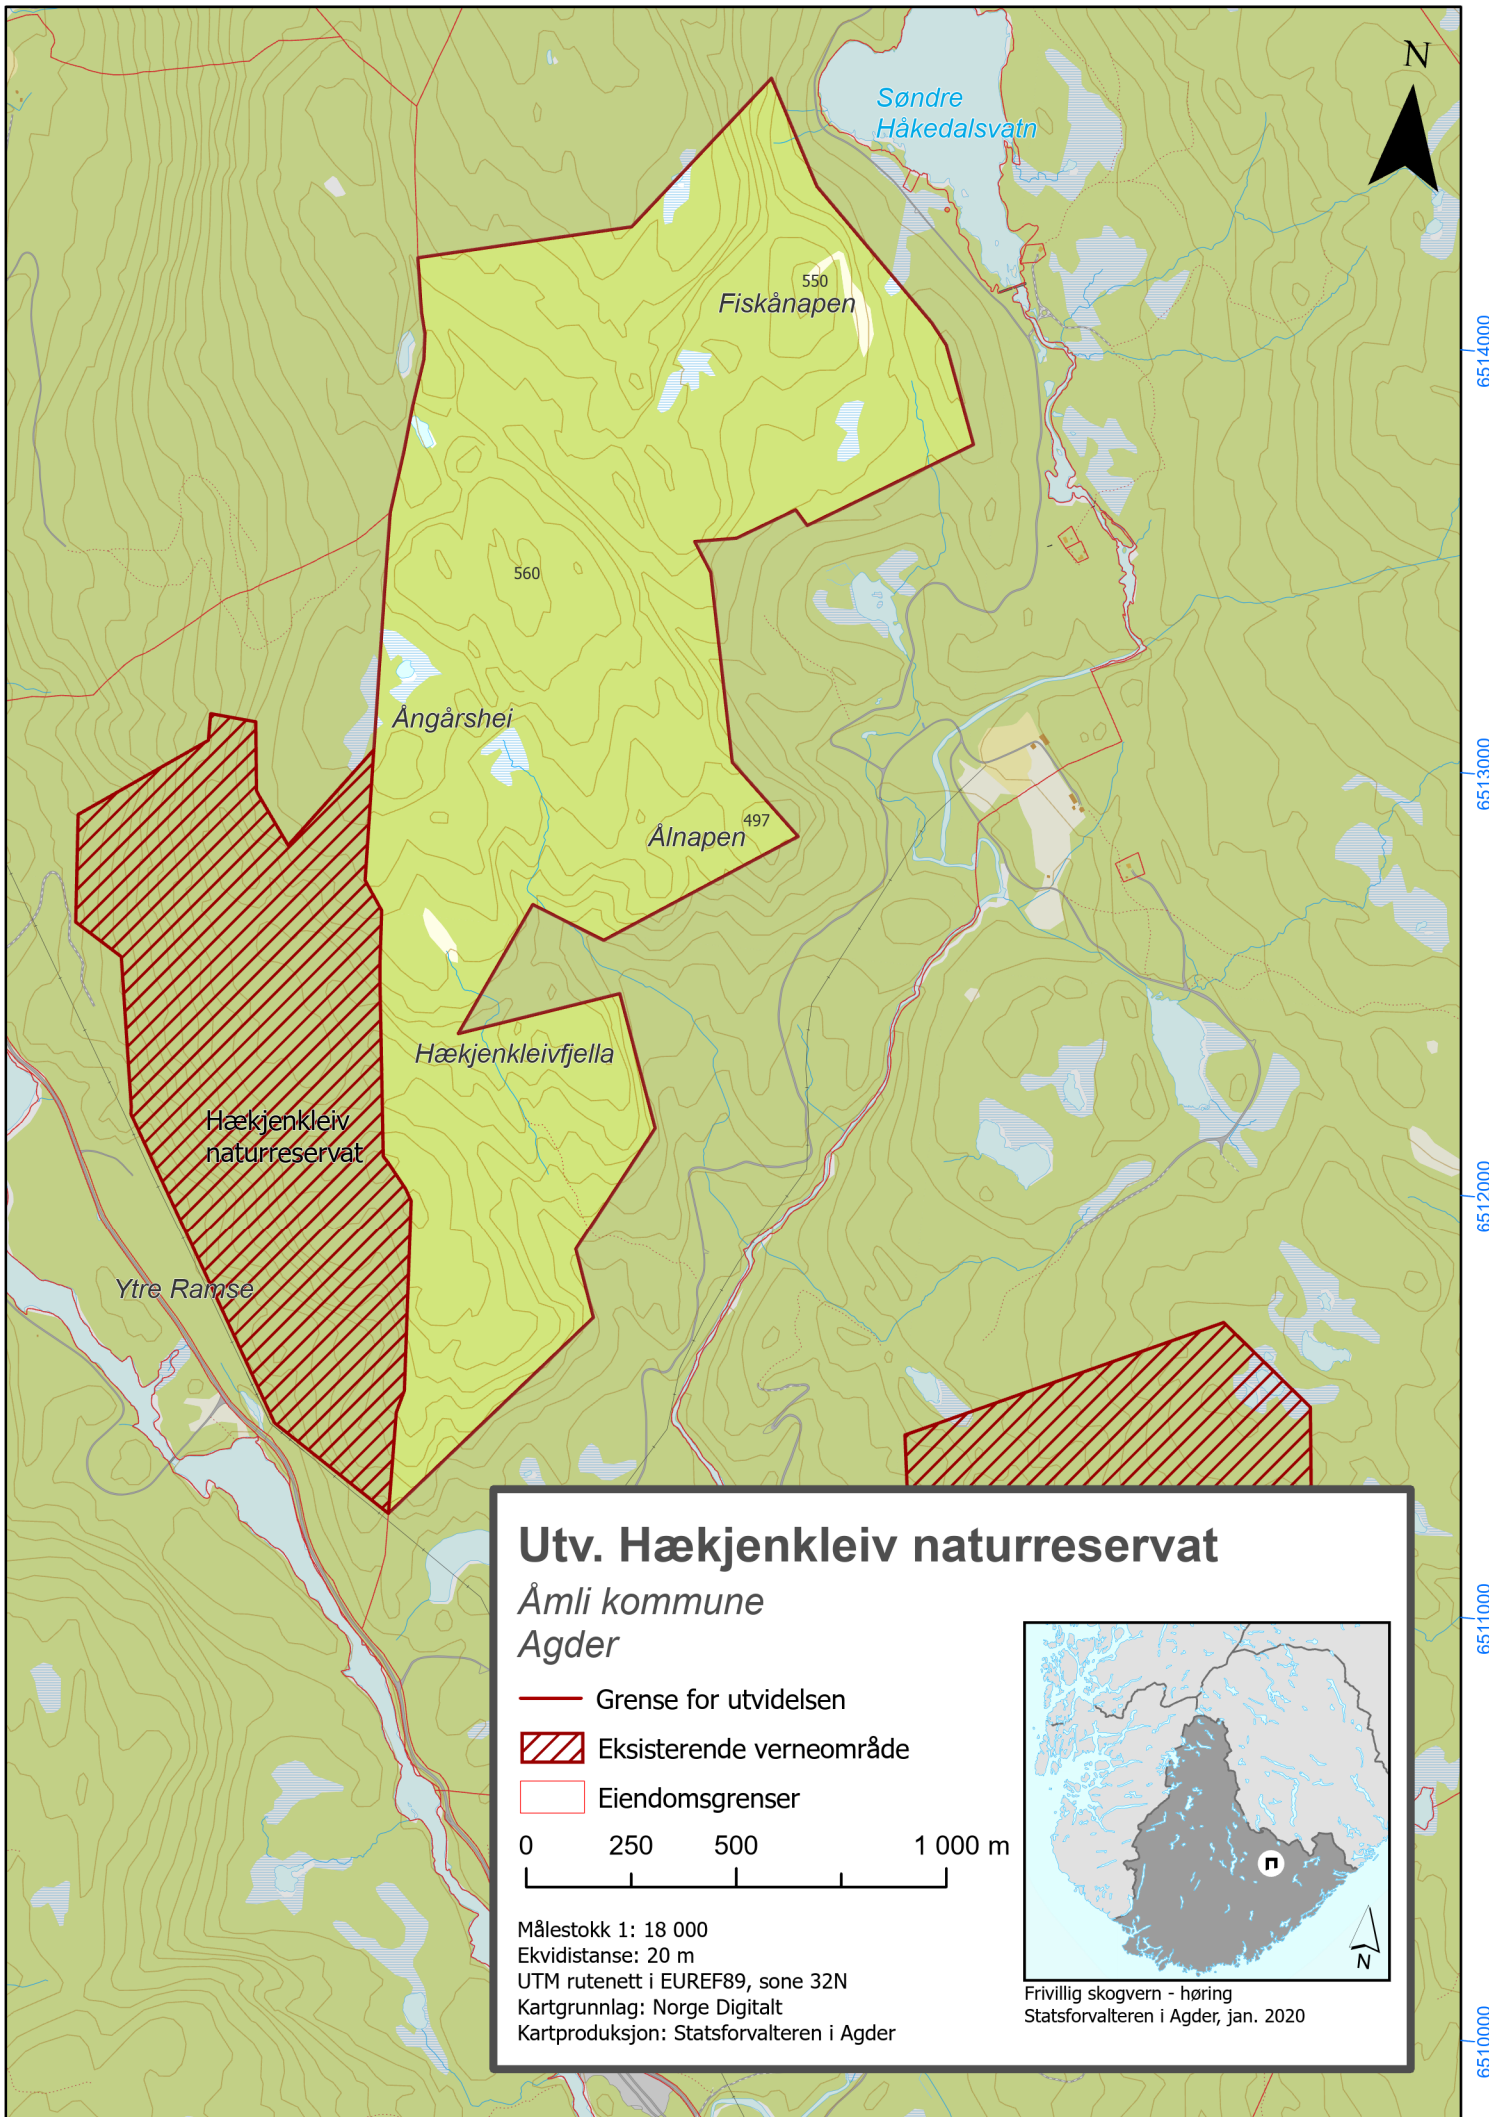 N
Søndre
Håkedalsvatn
550
Fiskånapen
6514000
560
Ångårshei
6513000
497
Ålnapen
Hækjenkleivfjella
Hækjenkleiv
naturreservat
6512000
Ytre Ramse
Utv. Hækjenkleiv naturreservat
Åmli kommune
Agder
6511000
Grense for utvidelsen
Eksisterende verneområde
Eiendomsgrenser
0 250 500 1 000 m
Målestokk 1: 18 000
Ekvidistanse: 20 m
UTM rutenett i EUREF89, sone 32N
Kartgrunnlag: Norge Digitalt
Kartproduksjon: Statsforvalteren i Agder
N
Frivillig skogvern - høring
Statsforvalteren i Agder, jan. 2020
6510000